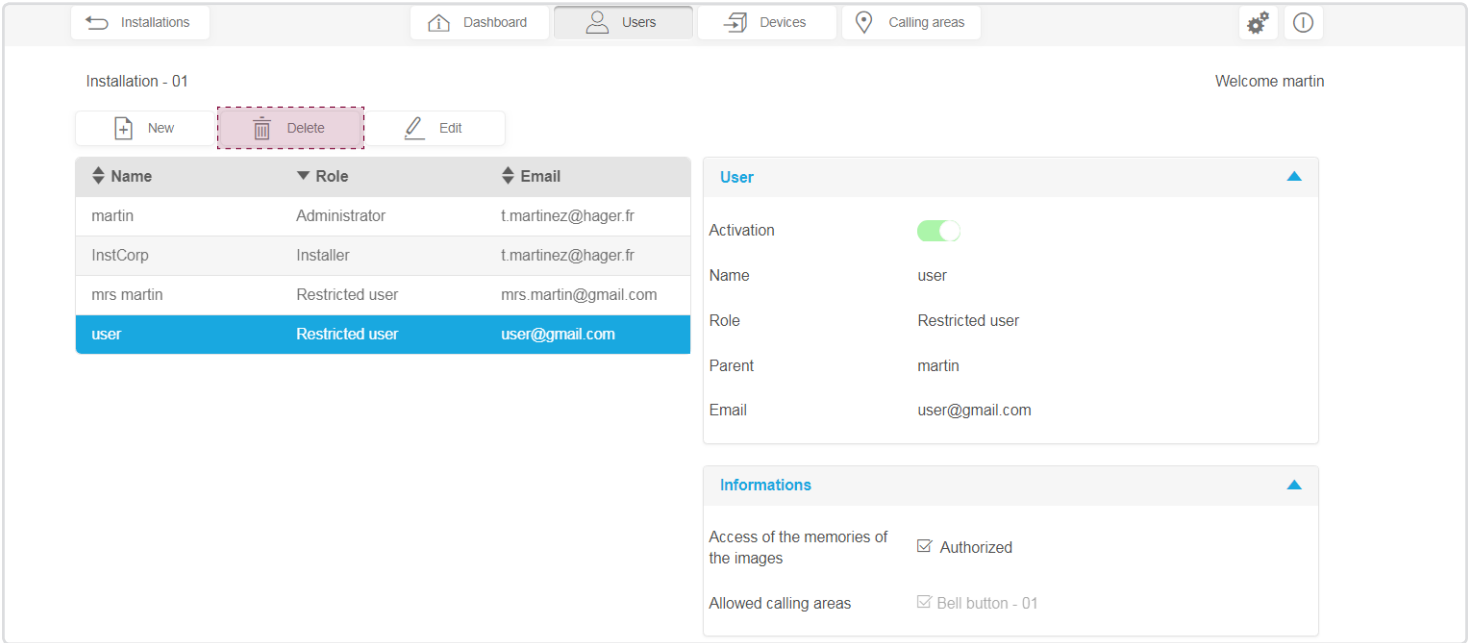 Installations Dashboard Users Devices Calling areas
Installation - 01 Welcome martin
New Delete Edit
Name Role Email
martin Administrator t.martinez@hager.fr
InstCorp Installer t.martinez@hager.fr
mrs martin Restricted user mrs.martin@gmail.com
user Restricted user user@gmail.com
User
Activation
Name user
Role Restricted user
Parent martin
Email user@gmail.com
Informations
Access of the memories of
the images Authorized
Allowed calling areas Bell button - 01